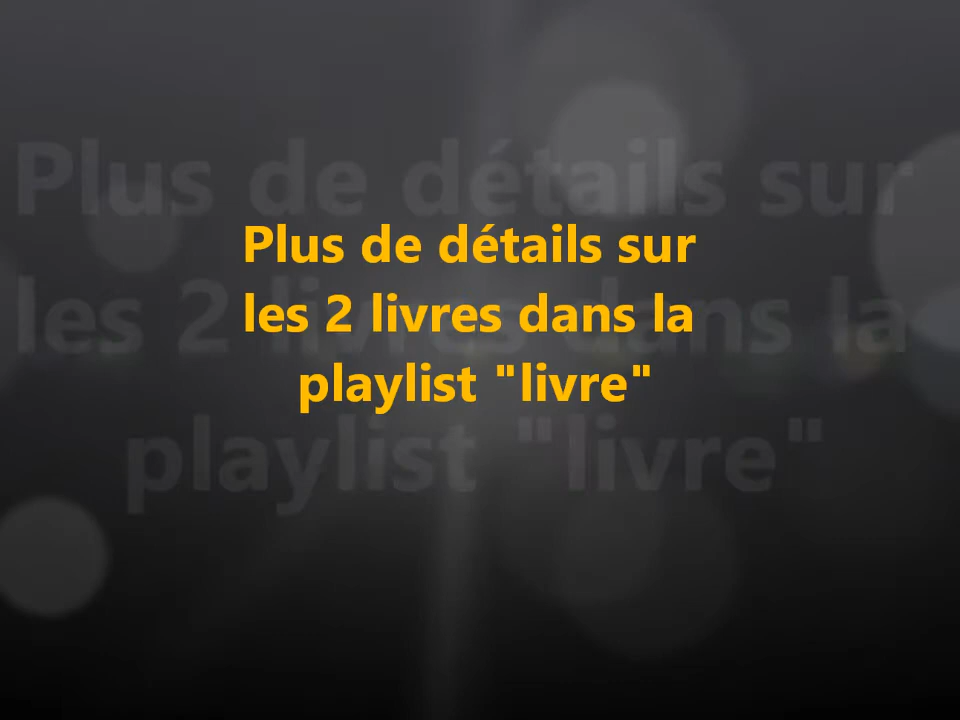 Plus de détails sur
les 2 livres dans la
playlist "livre"